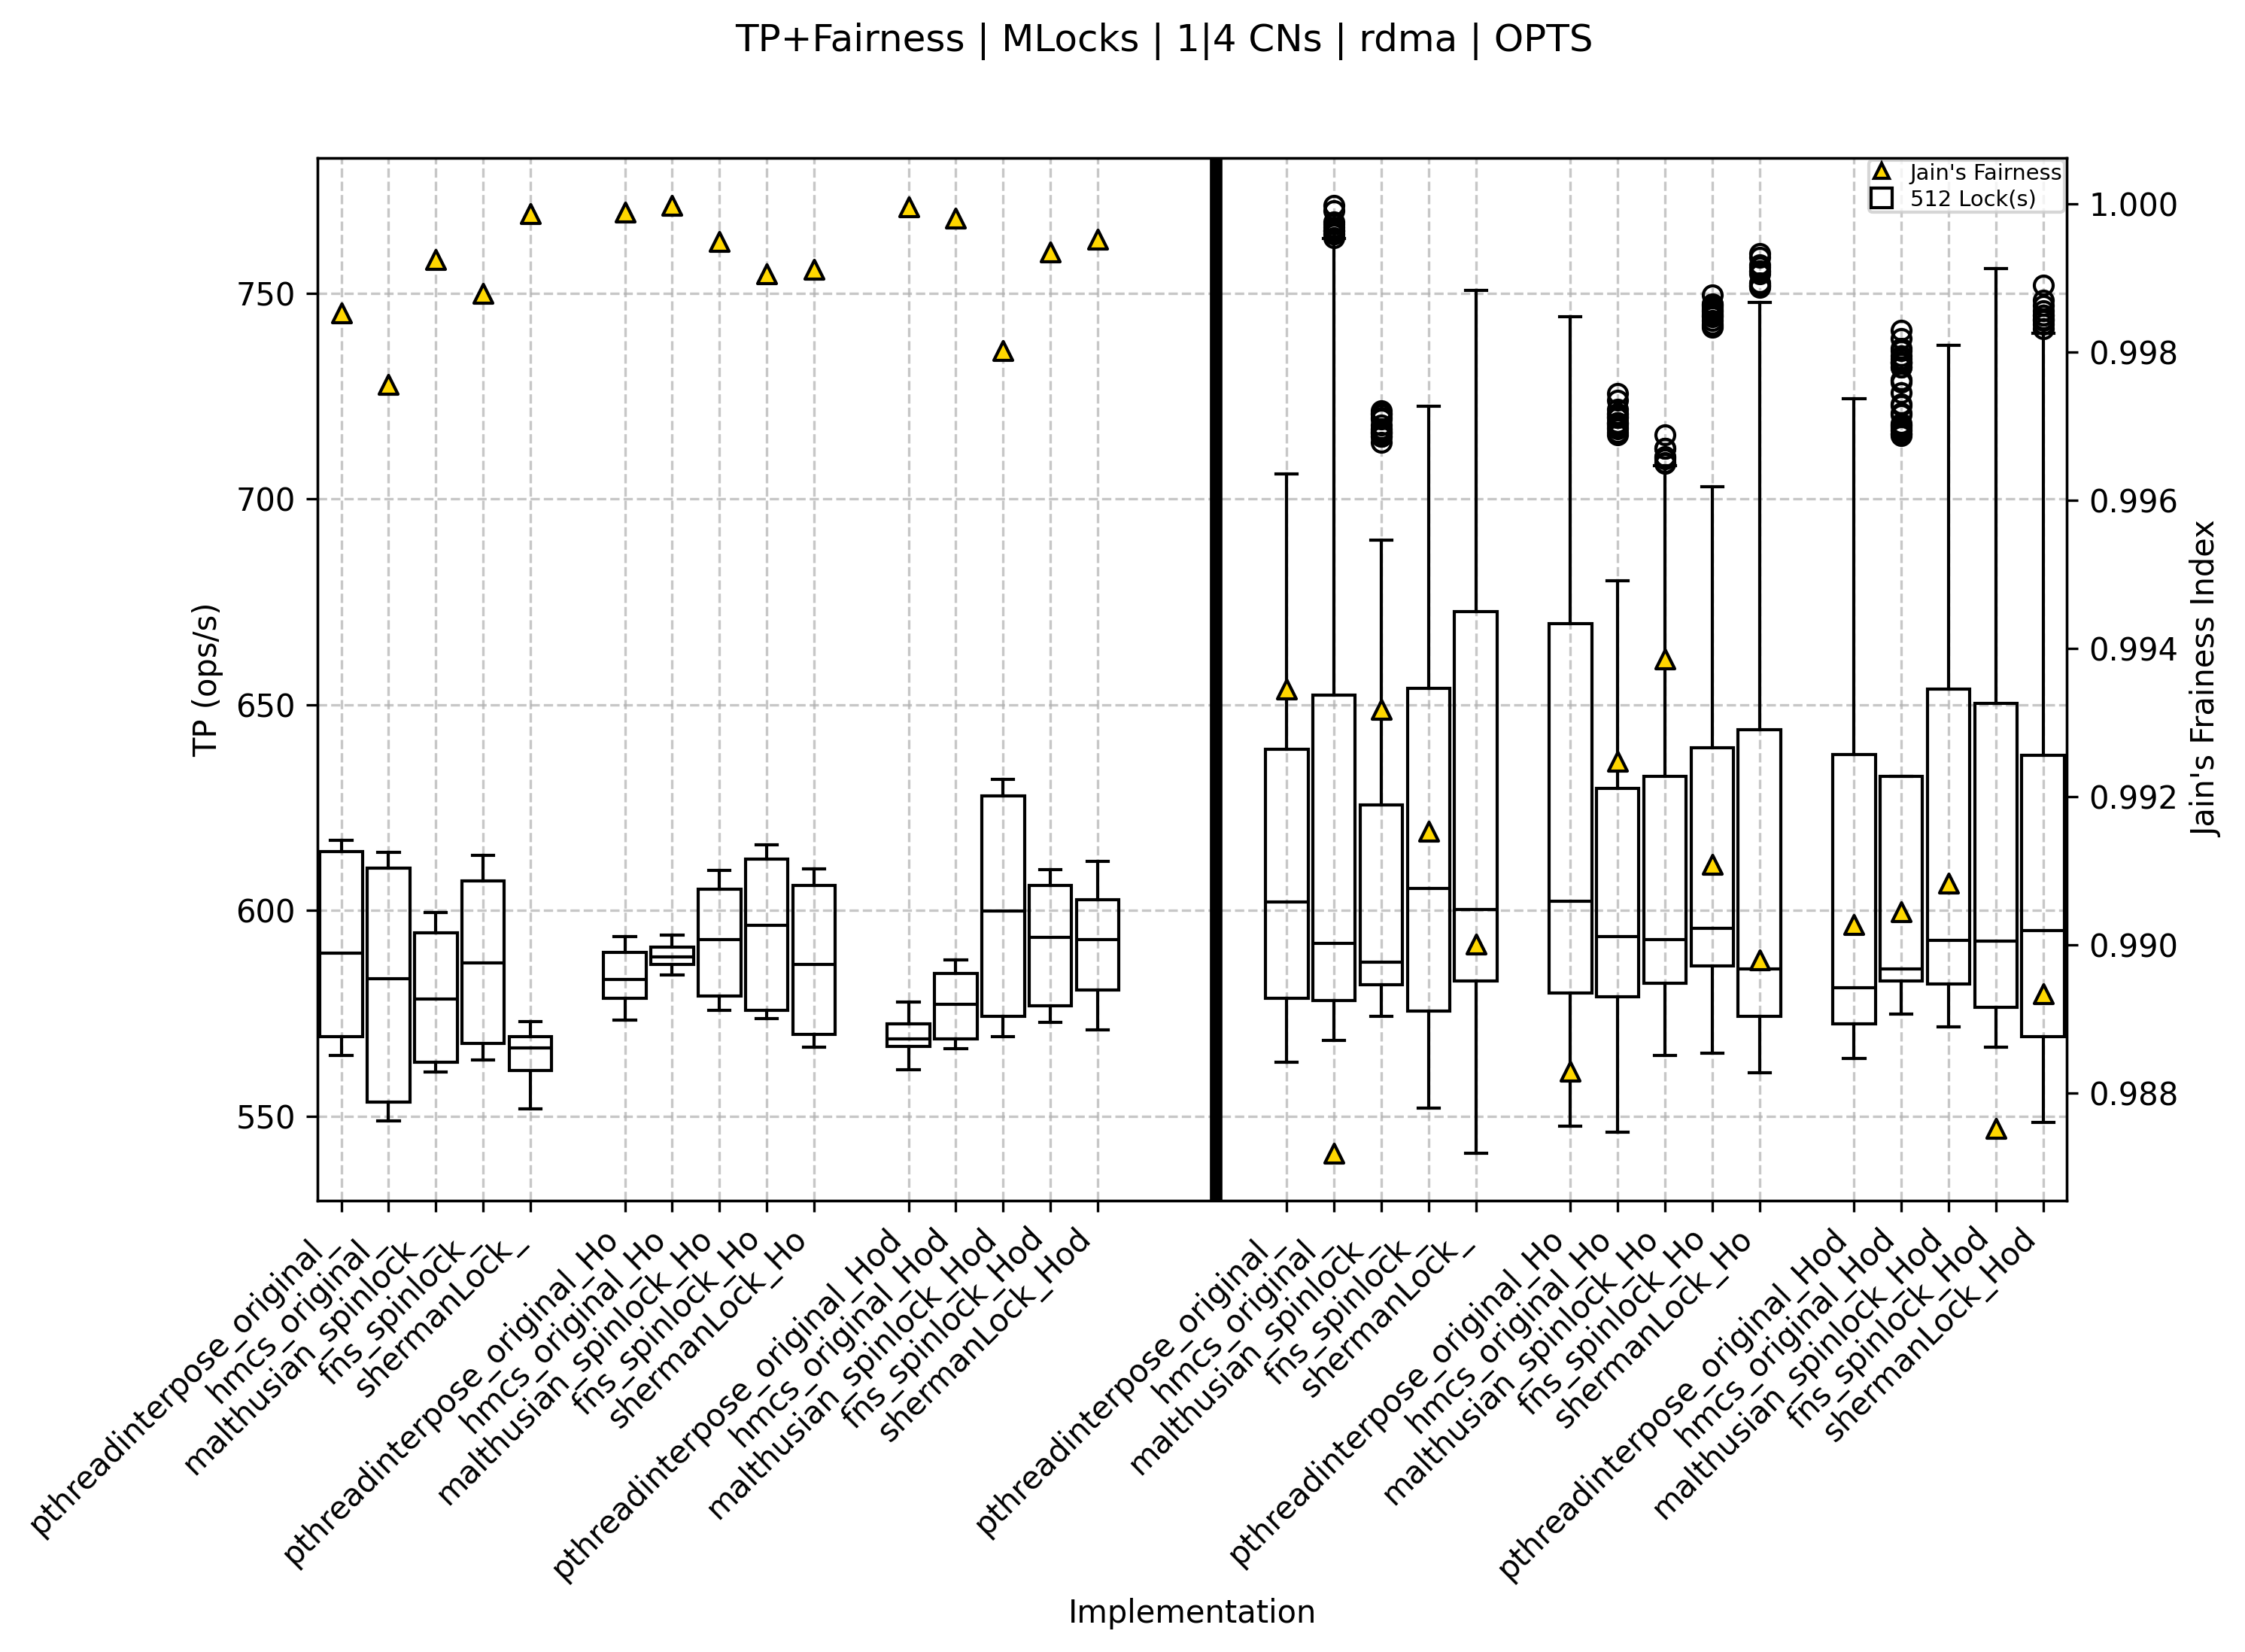 TP+Fairness | MLocks | 1|4 CNs | rdma | OPTS
Jain's Fairness
512 Lock(s)
TP (ops/s)
750
700
650
600
550
1.000
0.998
0.996
0.994
0.992
0.990
0.988
Jain's Frainess Index
pthreadinterpose_original_
hmcs_original_
malthusian_spinlock_
fns_spinlock_
shermanLock_
pthreadinterpose_original_Ho
hmcs_original_Ho
malthusian_spinlock_Ho
fns_spinlock_Ho
shermanLock_Ho
pthreadinterpose_original_Hod
hmcs_original_Hod
malthusian_spinlock_Hod
fns_spinlock_Hod
shermanLock_Hod
pthreadinterpose_original_
hmcs_original_
malthusian_spinlock_
fns_spinlock_
shermanLock_
pthreadinterpose_original_Ho
hmcs_original_Ho
malthusian_spinlock_Ho
fns_spinlock_Ho
shermanLock_Ho
pthreadinterpose_original_Hod
hmcs_original_Hod
malthusian_spinlock_Hod
fns_spinlock_Hod
shermanLock_Hod
Implementation